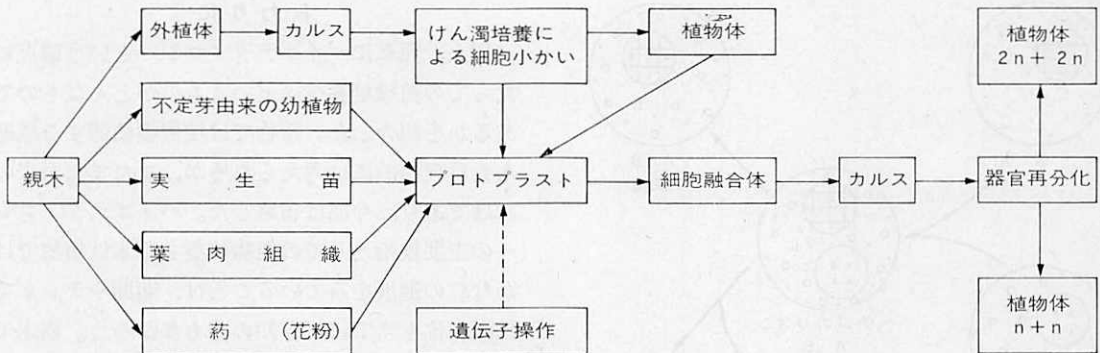 外植体
カルス
けん濁培養に
よる細胞小かい
植物体
植物体
2n＋2n
不定芽由来の幼植物
親木
実生苗
プロトプラスト
細胞融合体
カルス
器官再分化
葉肉組織
葯（花粉）
遺伝子操作
植物体
n＋n